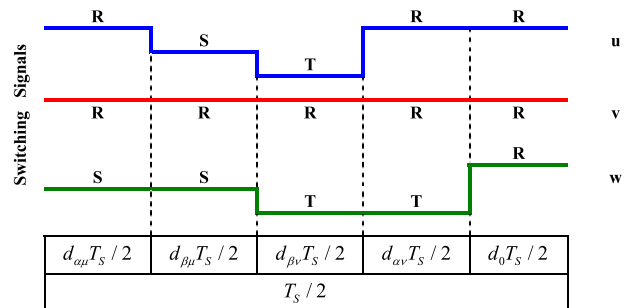 R S T R R u
Switching Signals
R R R R R v
S S T T R w
d_{αμ}T_S / 2 d_{βμ}T_S / 2 d_{βν}T_S / 2 d_{αν}T_S / 2 d_0T_S / 2
T_S / 2